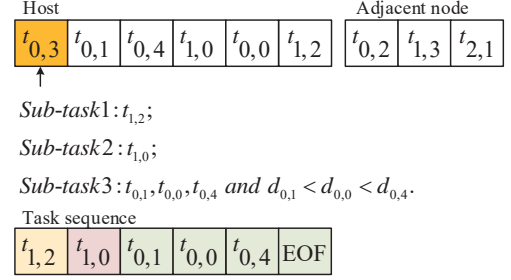 Host Adjacent node
t0,3 t0,1 t0,4 t1,0 t0,0 t1,2 t0,2 t1,3 t2,1
Sub-task1: t1,2;
Sub-task2: t1,0;
Sub-task3: t0,1, t0,0, t0,4 and d0,1 < d0,0 < d0,4.
Task sequence
t1,2 t1,0 t0,1 t0,0 t0,4 EOF